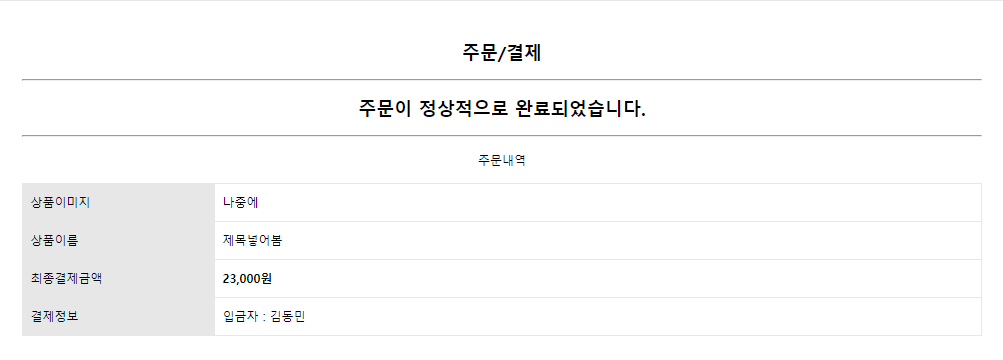 주문/결제
주문이 정상적으로 완료되었습니다.
주문내역
상품이미지 나중에
상품이름 제목넣어봄
최종결제금액 23,000원
결제정보 입금자 : 김동민